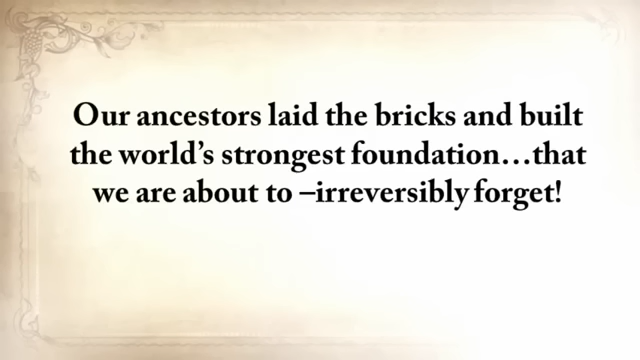 Our ancestors laid the bricks and built
the world’s strongest foundation...that
we are about to –irreversibly forget!